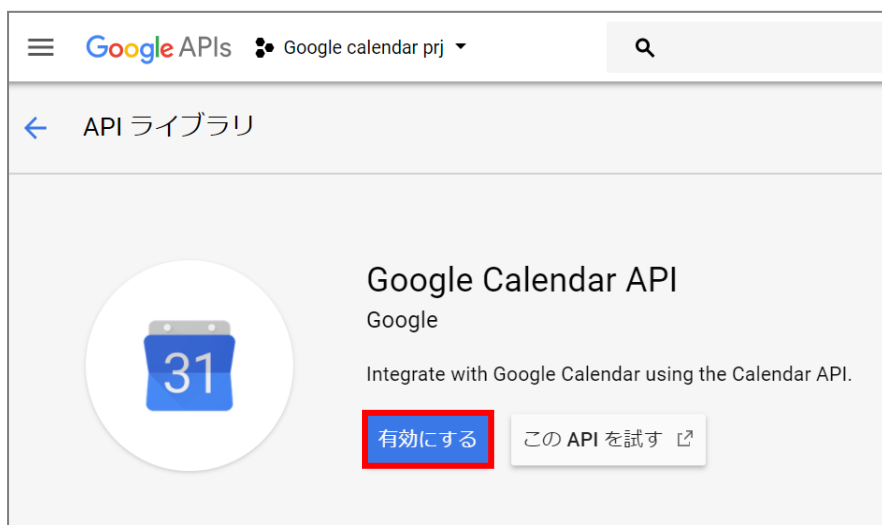 Google APIs Google calendar prj
API ライブラリ
31
Google Calendar API
Google
Integrate with Google Calendar using the Calendar API.
有効にする この API を試す